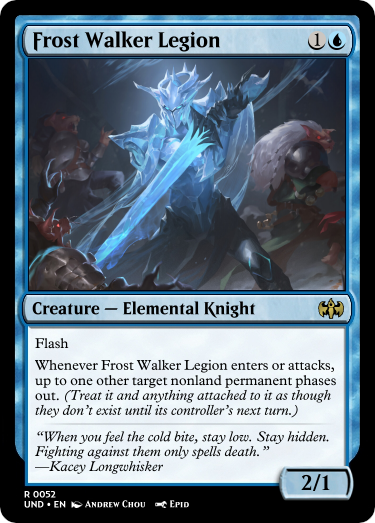 Frost Walker Legion 1
Creature — Elemental Knight
Flash
Whenever Frost Walker Legion enters or attacks,
up to one other target nonland permanent phases
out. (Treat it and anything attached to it as though
they don't exist until its controller's next turn.)
"When you feel the cold bite, stay low. Stay hidden.
Fighting against them only spells death."
—Kacey Longwhisker
2/1
R 0052
UND • EN Andrew Chou Epid